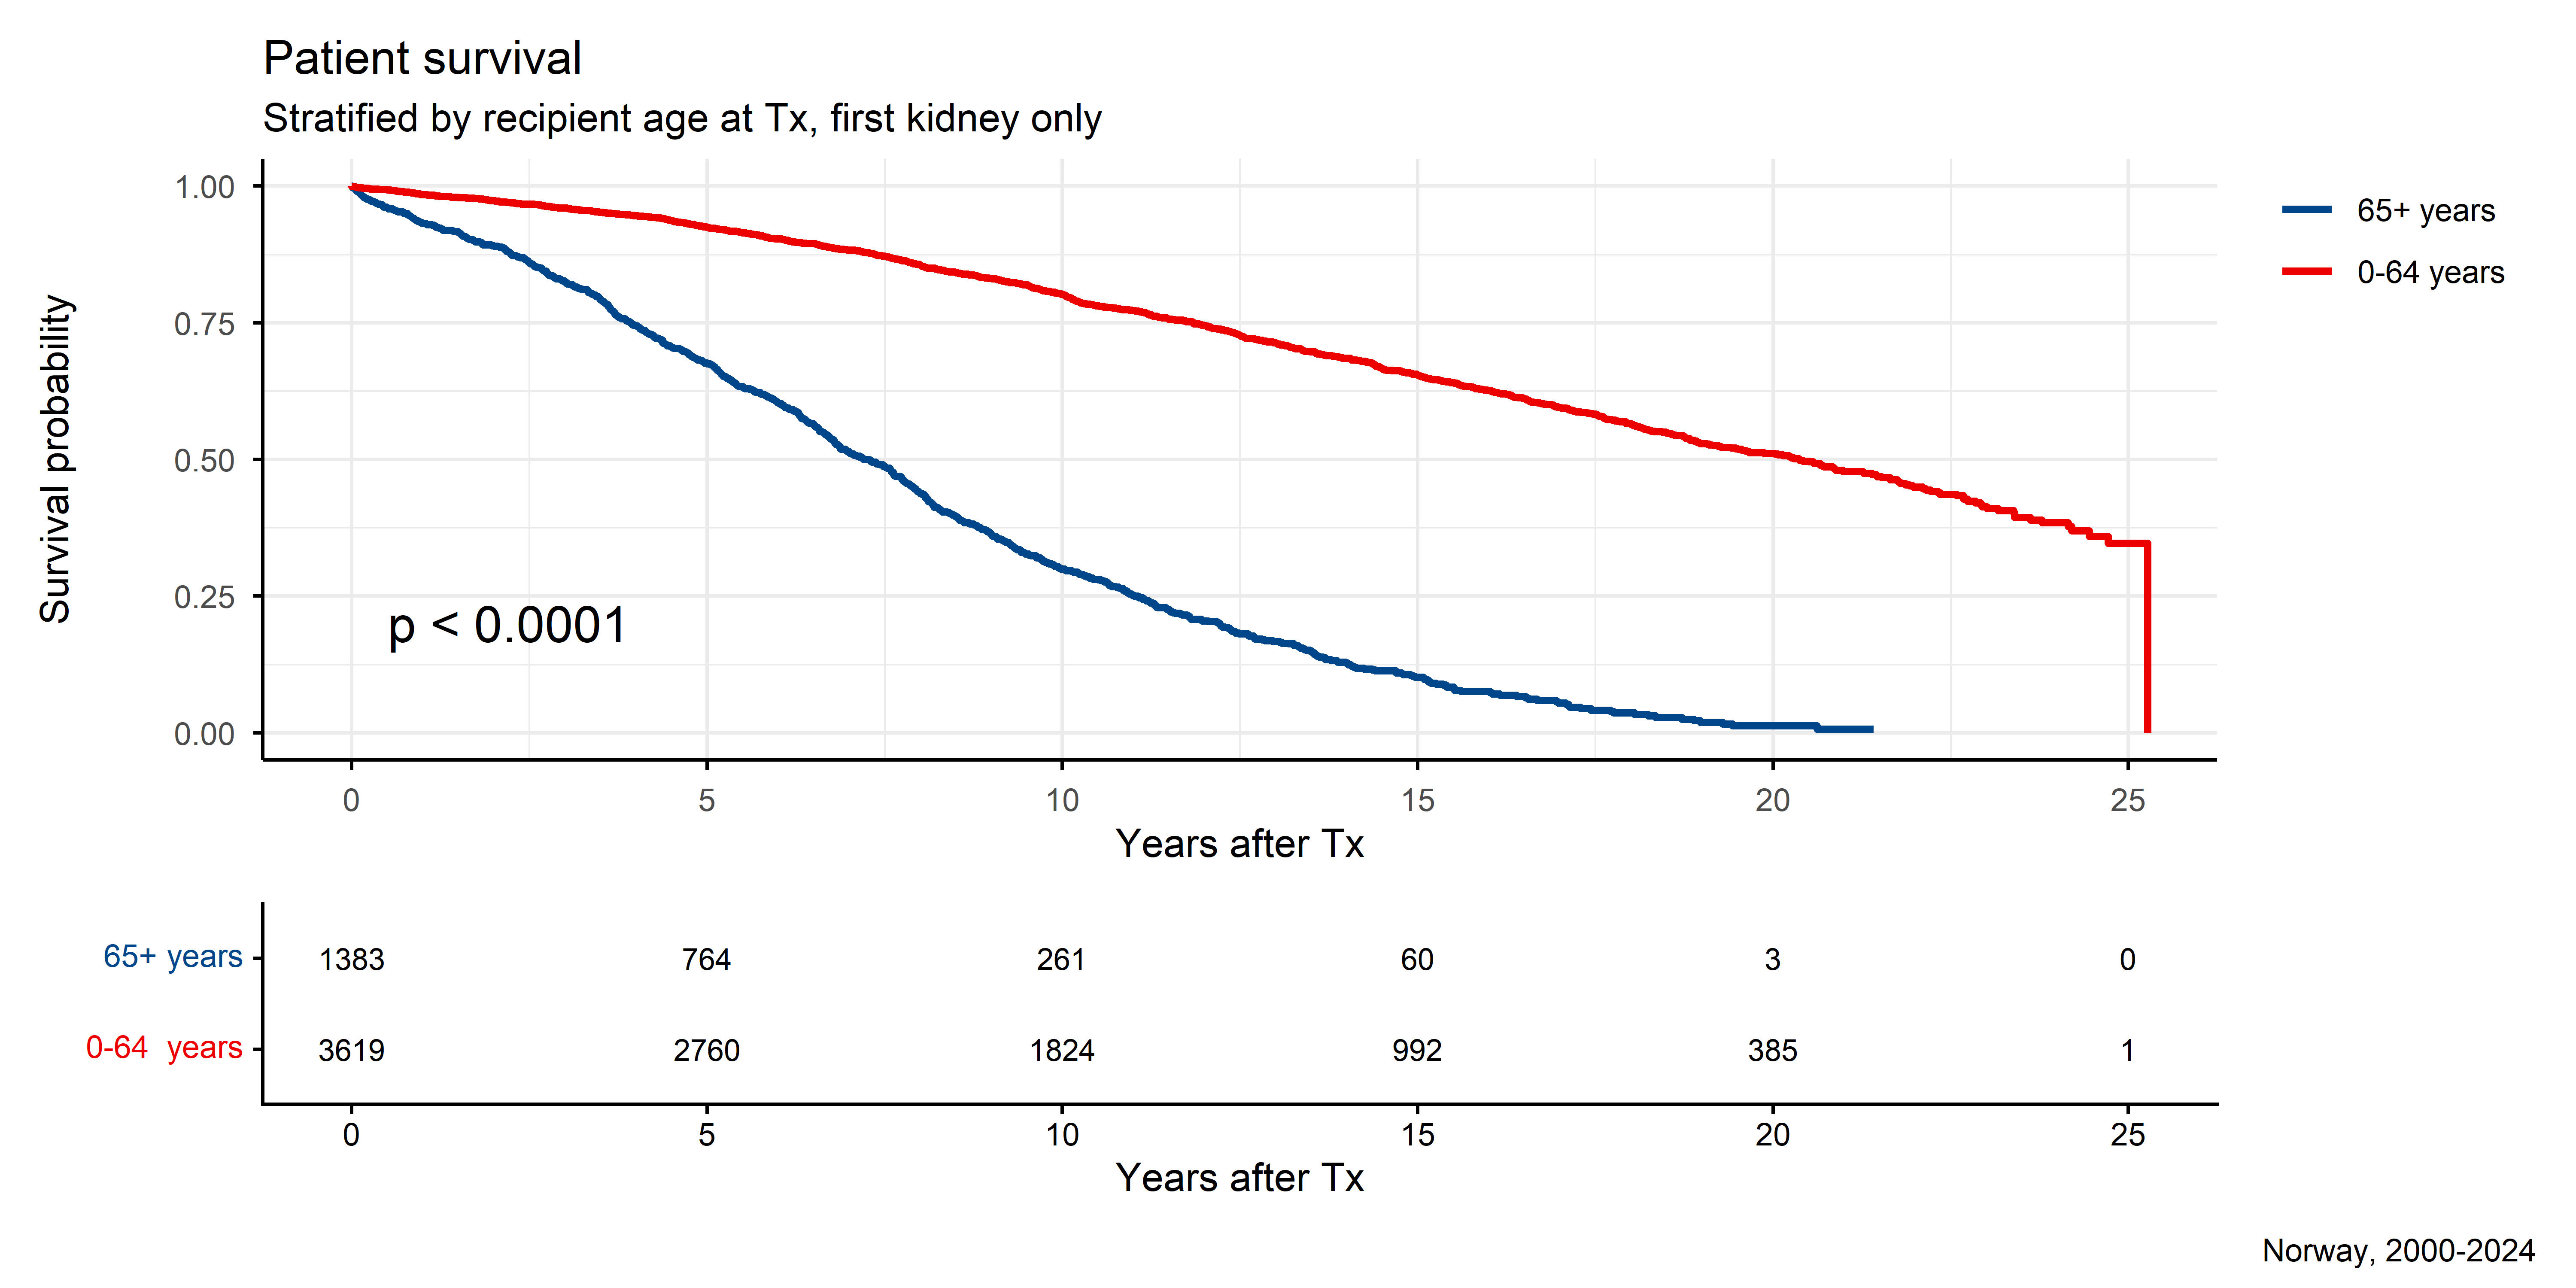 Patient survival
Stratified by recipient age at Tx, first kidney only
Survival probability
1.00
0.75
0.50
0.25
0.00
p < 0.0001
65+ years
0-64 years
0 5 10 15 20 25
Years after Tx
65+ years 1383 764 261 60 3 0
0-64 years 3619 2760 1824 992 385 1
0 5 10 15 20 25
Years after Tx
Norway, 2000-2024